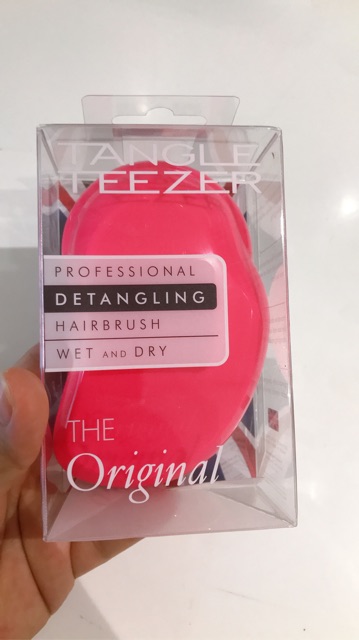 TANGLE
TEEZER
PROFESSIONAL
DETANGLING
HAIRBRUSH
WET AND DRY
THE
Original